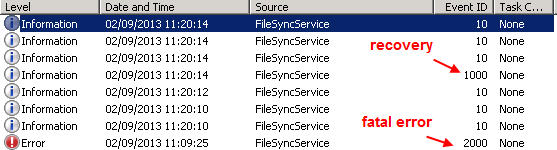 Level Date and Time Source Event ID Task C...
Information 02/09/2013 11:20:14 FileSyncService 10 None
Information 02/09/2013 11:20:14 FileSyncService 10 None
recovery
Information 02/09/2013 11:20:14 FileSyncService 10 None
Information 02/09/2013 11:20:14 FileSyncService 1000 None
Information 02/09/2013 11:20:12 FileSyncService 10 None
Information 02/09/2013 11:20:10 FileSyncService 10 None
Information 02/09/2013 11:20:10 FileSyncService 10 None
fatal error
Error 02/09/2013 11:09:25 FileSyncService 2000 None